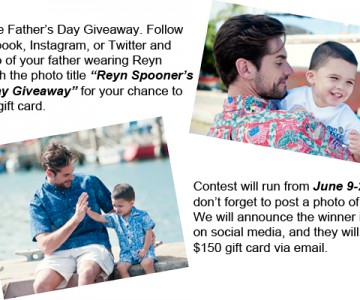 e Father's Day Giveaway. Follow
book, Instagram, or Twitter and
o of your father wearing Reyn
h the photo title "Reyn Spooner's
ay Giveaway" for your chance to
gift card.
Contest will run from June 9-
don't forget to post a photo of
We will announce the winner i
on social media, and they will
$150 gift card via email.